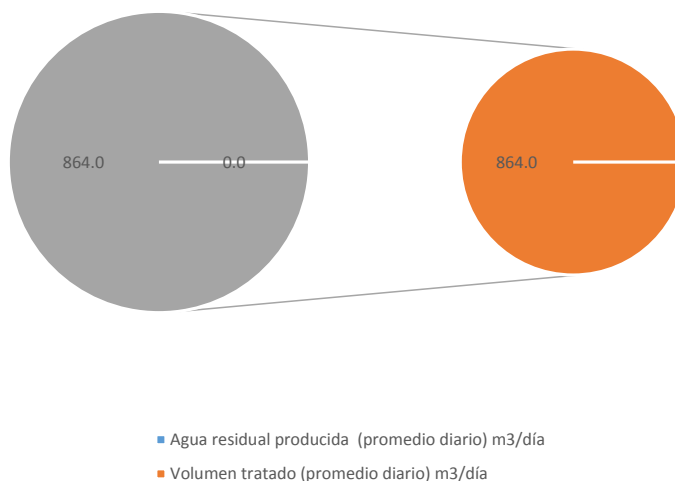 864.0 0.0 864.0
Agua residual producida (promedio diario) m3/día
Volumen tratado (promedio diario) m3/día